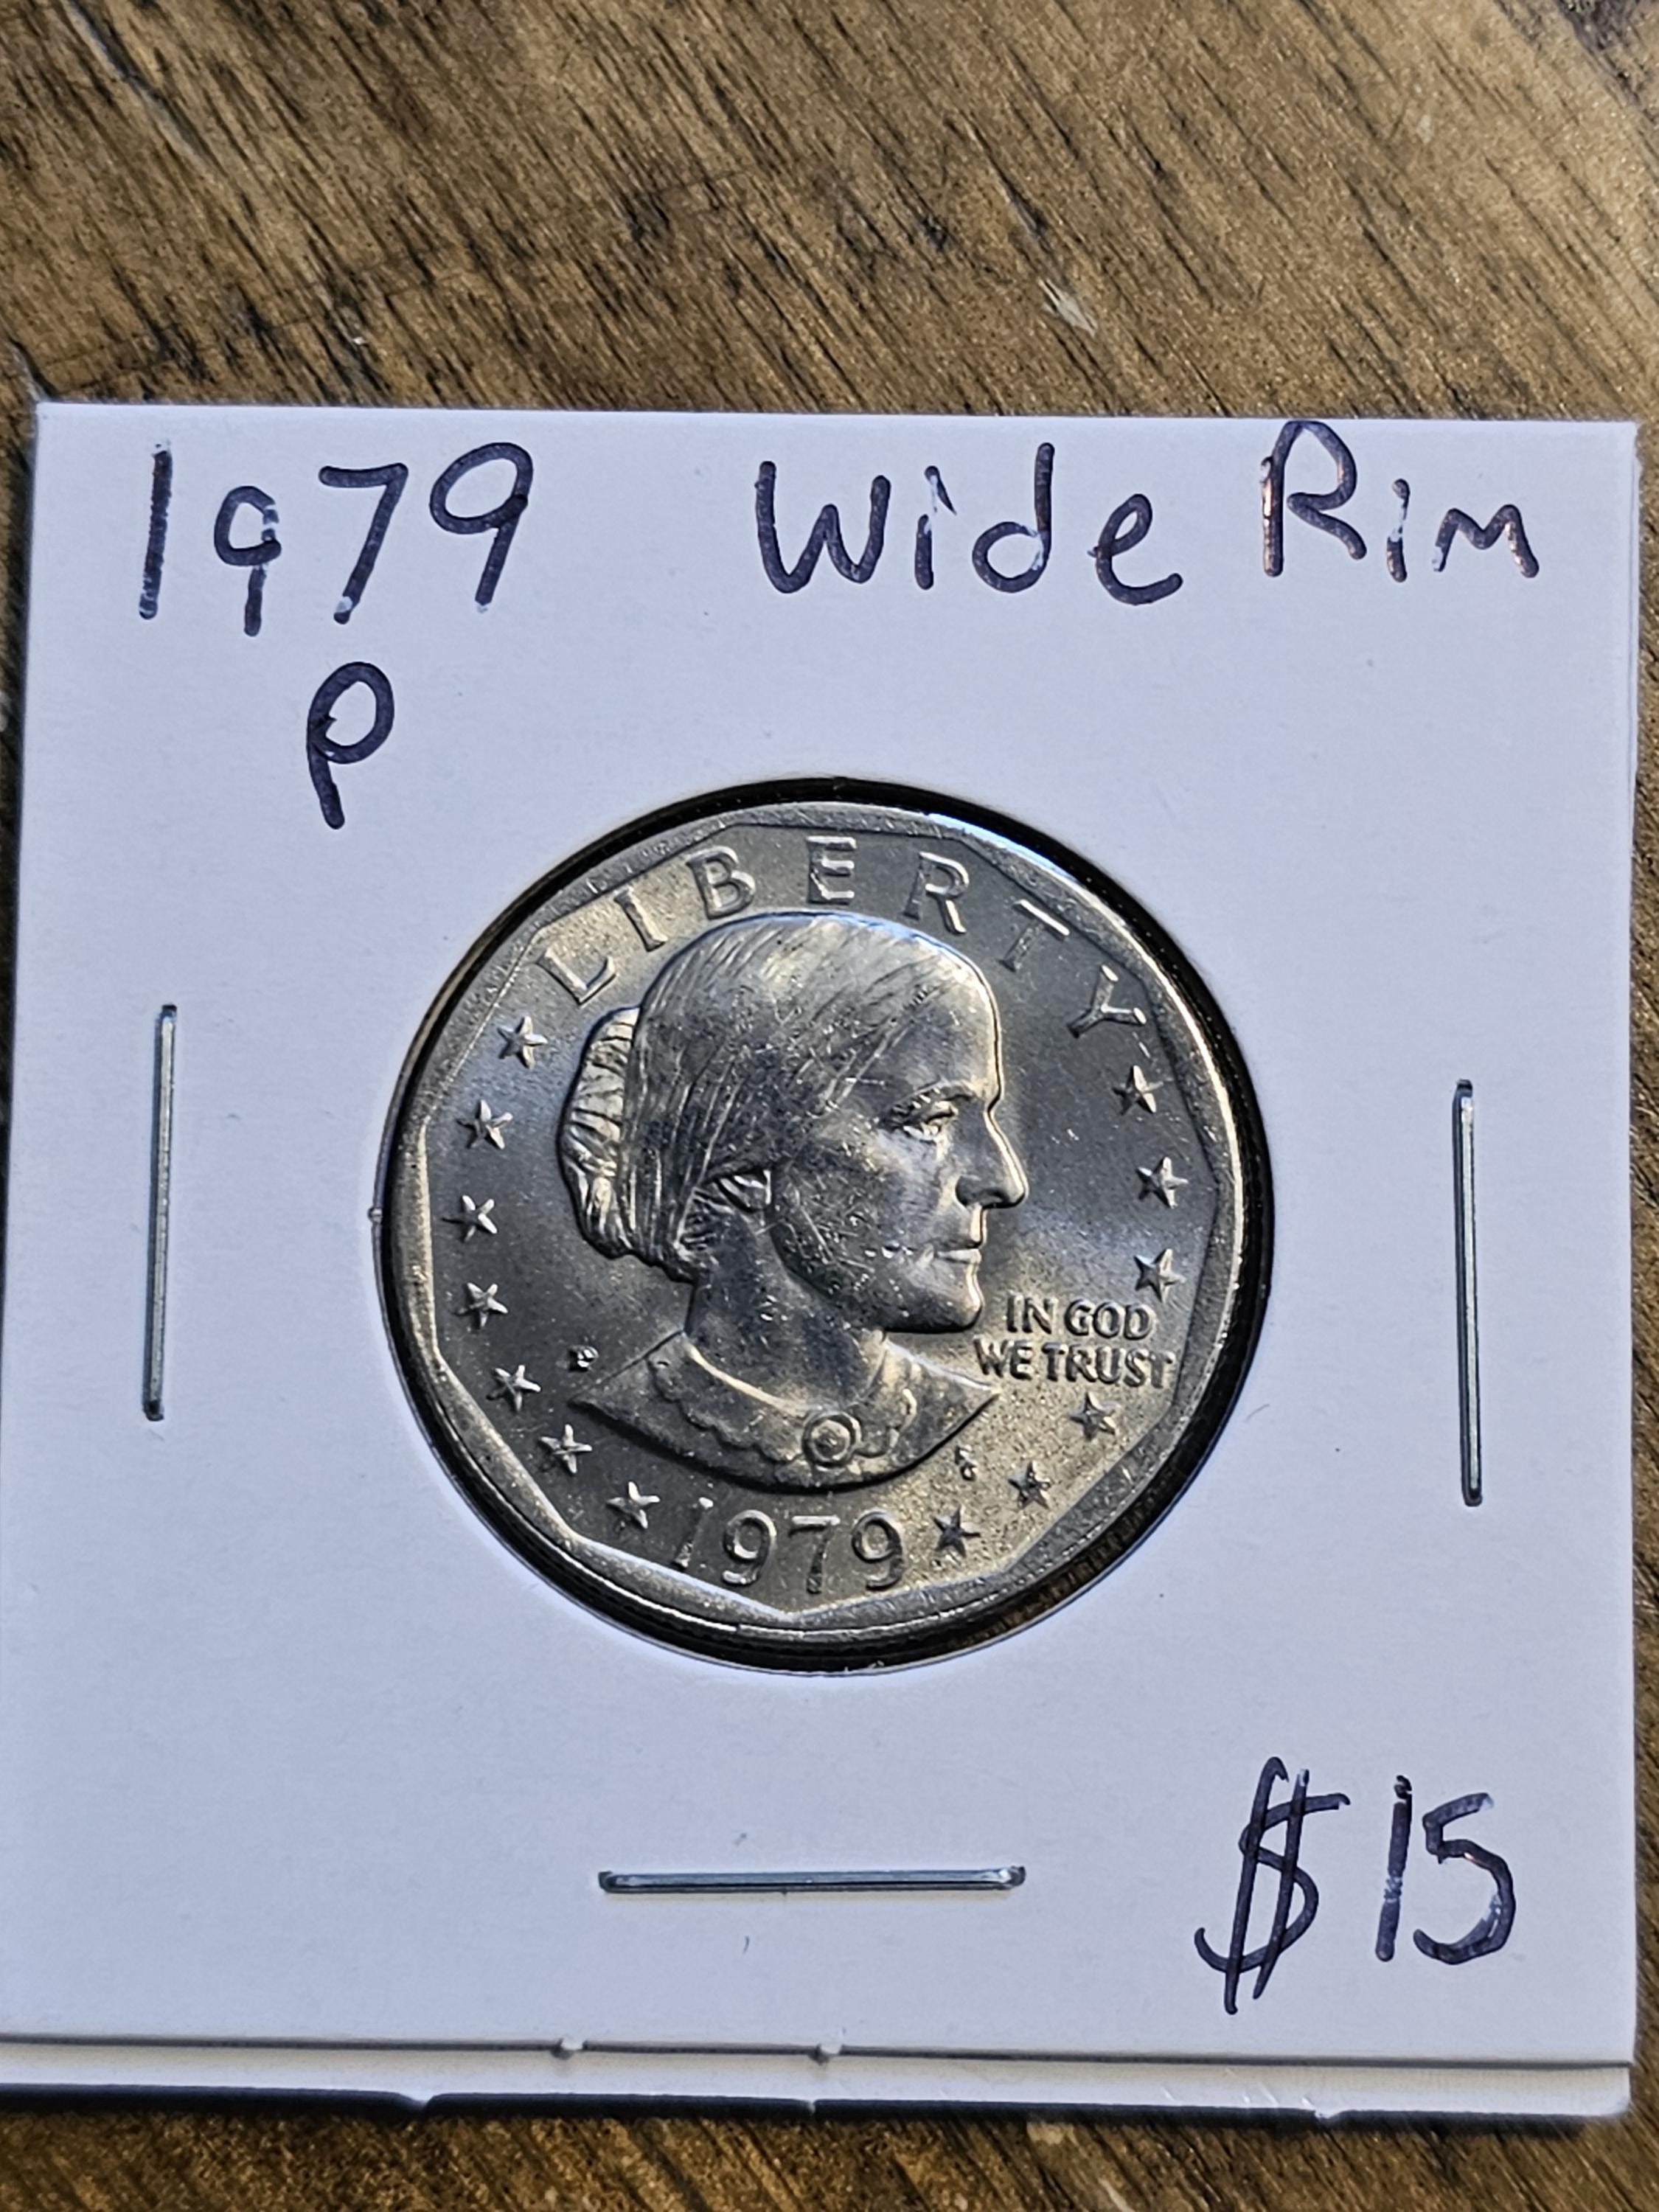 1979 Wide Rim
P
LIBERTY
IN GOD
WE TRUST
P
1979
$15